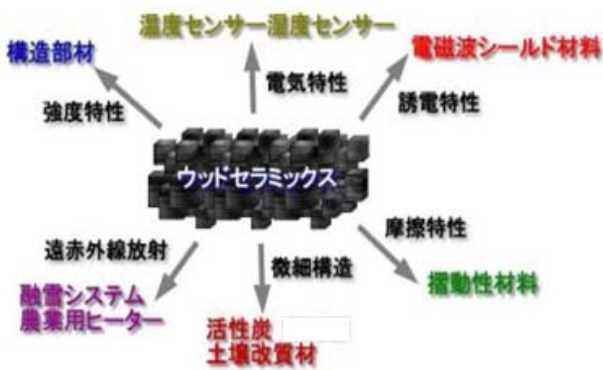 温度センサー湿度センサー
構造部材
電磁波シールド材料
電気特性
強度特性
誘電特性
ウッドセラミックス
摩擦特性
遠赤外線放射
微細構造
摺動性材料
融雪システム
農業用ヒーター
活性炭
土壌改質材